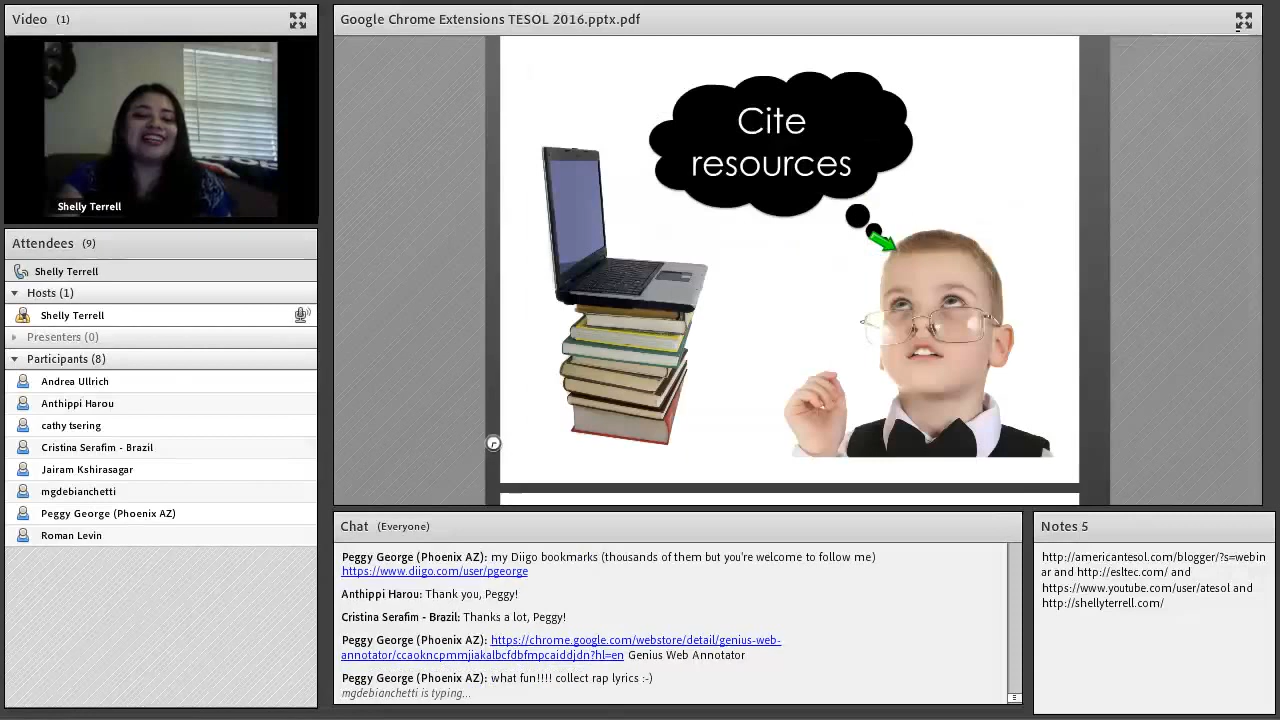 Video (1)
Shelly Terrell
Attendees (9)
Shelly Terrell
Hosts (1)
Shelly Terrell
Presenters (0)
Participants (8)
Andrea Ullrich
Anthippi Harou
cathy tsering
Cristina Serafim - Brazil
Jairam Kshirasagar
mgdebianchetti
Peggy George (Phoenix AZ)
Roman Levin
Google Chrome Extensions TESOL 2016.pptx.pdf
Cite
resources
Chat (Everyone)
Peggy George (Phoenix AZ): my Diigo bookmarks (thousands of them but you're welcome to follow me)
https://www.diigo.com/user/pgeorge
Anthippi Harou: Thank you, Peggy!
Cristina Serafim - Brazil: Thanks a lot, Peggy!
Peggy George (Phoenix AZ): https://chrome.google.com/webstore/detail/genius-web-
annotator/ccaokncpmmjiakalbcfdbfmpcaiddjdn?hl=en Genius Web Annotator
Peggy George (Phoenix AZ): what fun!!!! collect rap lyrics :-)
mgdebianchetti is typing...
Notes 5
http://americantesol.com/blogger/?s=webin
ar and http://esltec.com/ and
https://www.youtube.com/user/atesol and
http://shellyterrell.com/